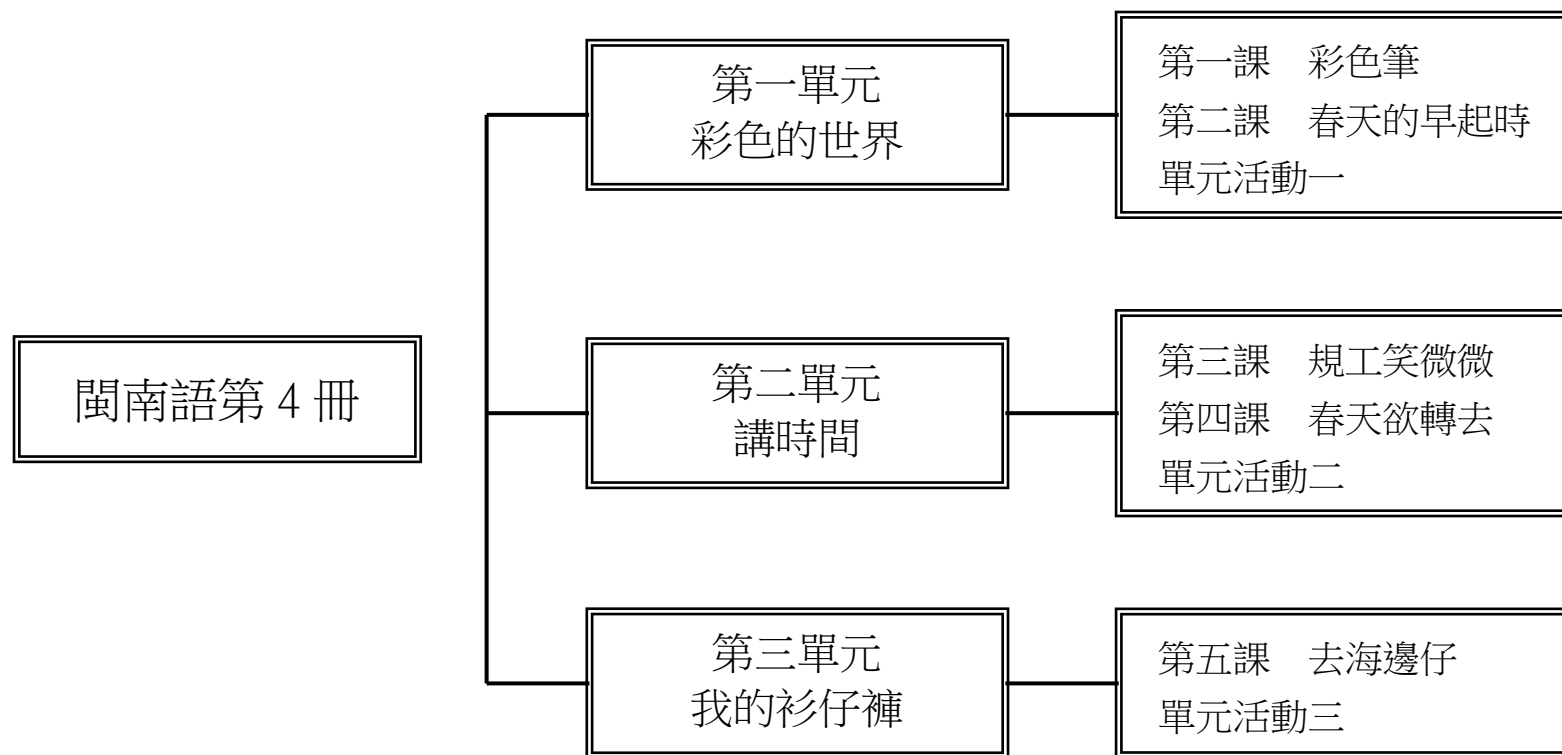 閩南語第 4 冊
第一單元
彩色的世界
第一課　彩色筆
第二課　春天的早起時
單元活動一
第二單元
講時間
第三課　規工笑微微
第四課　春天欲轉去
單元活動二
第三單元
我的衫仔褲
第五課　去海邊仔
單元活動三